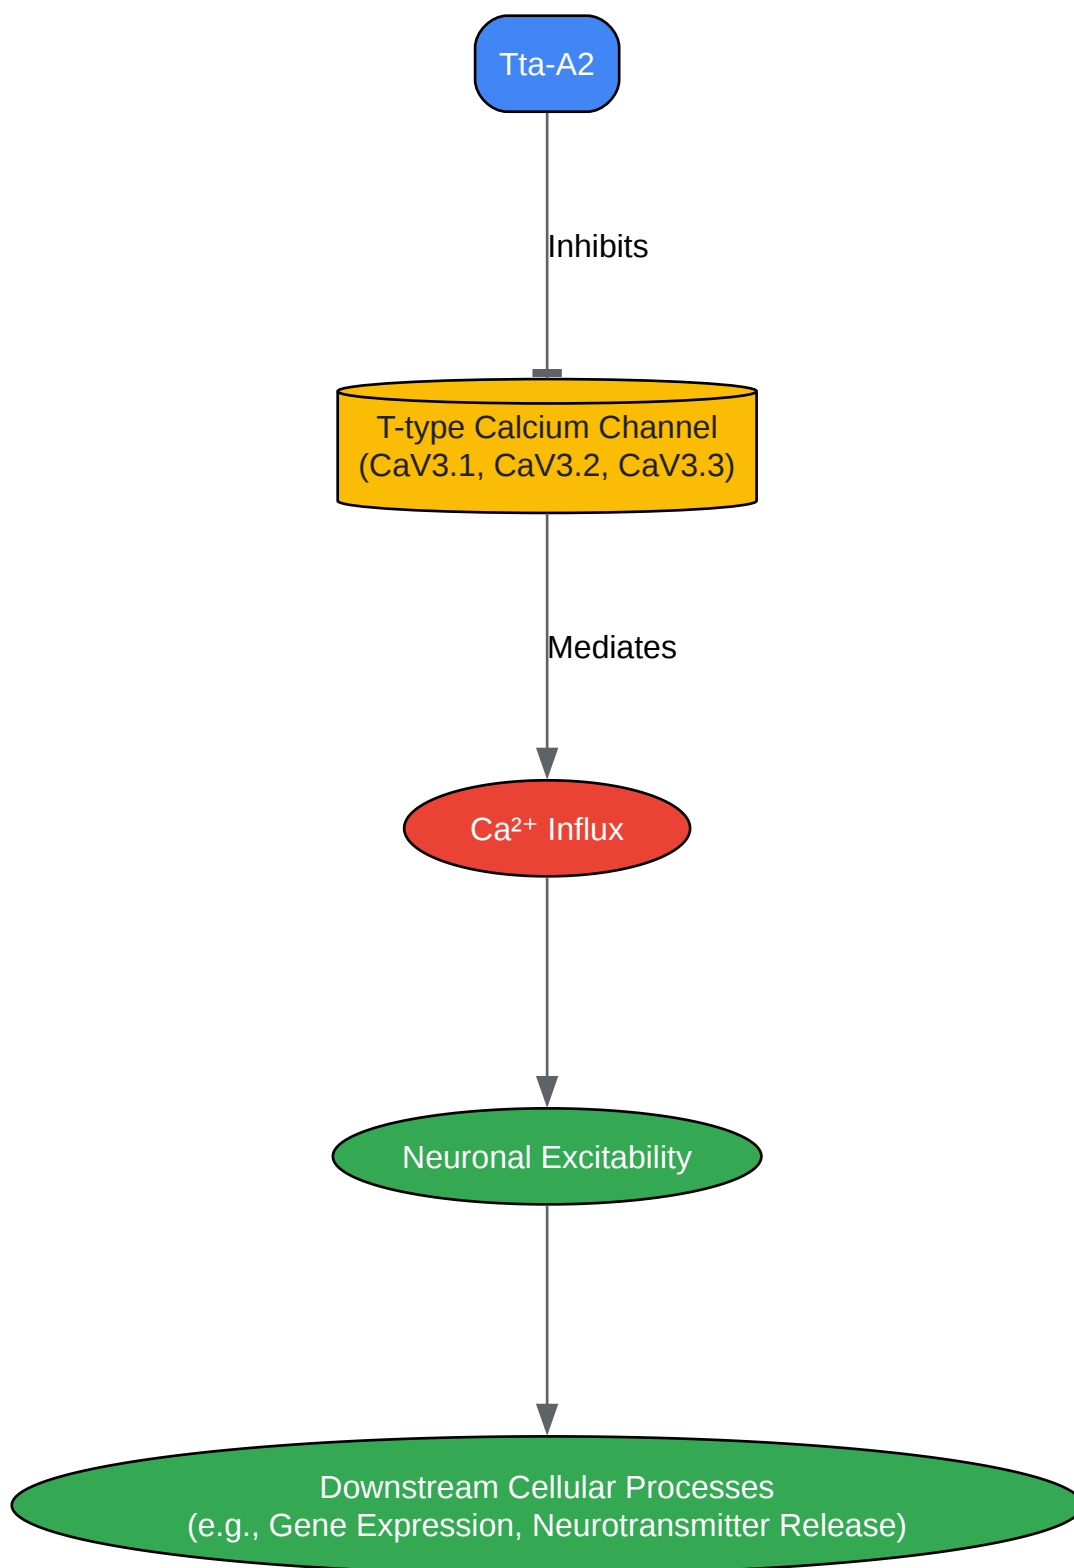 Tta-A2
Inhibits
T-type Calcium Channel
(CaV3.1, CaV3.2, CaV3.3)
Mediates
Ca²⁺ Influx
Neuronal Excitability
Downstream Cellular Processes
(e.g., Gene Expression, Neurotransmitter Release)